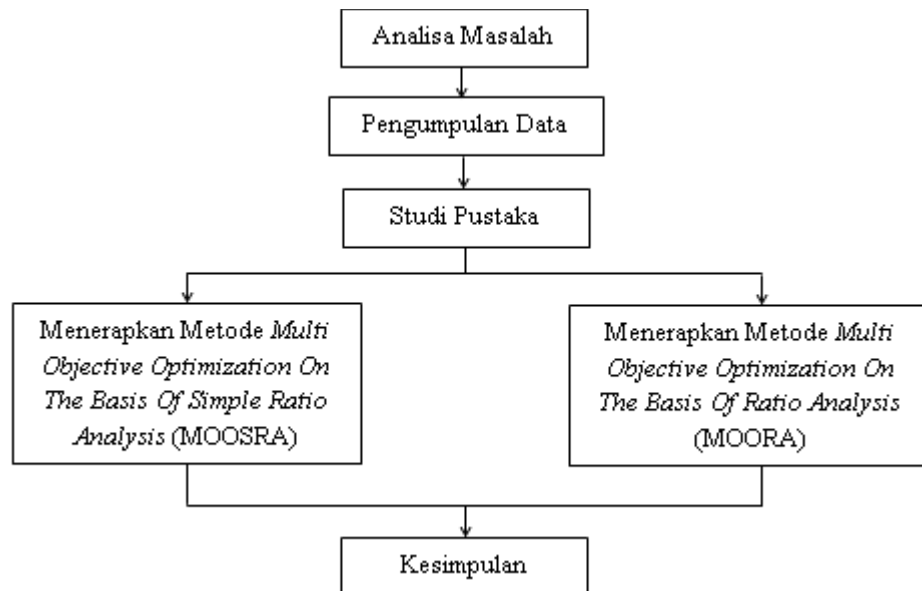 Analisa Masalah
Pengumpulan Data
Studi Pustaka
Menerapkan Metode Multi
Objective Optimization On
The Basis Of Simple Ratio
Analysis (MOOSRA)
Menerapkan Metode Multi
Objective Optimization On
The Basis Of Ratio Analysis
(MOORA)
Kesimpulan